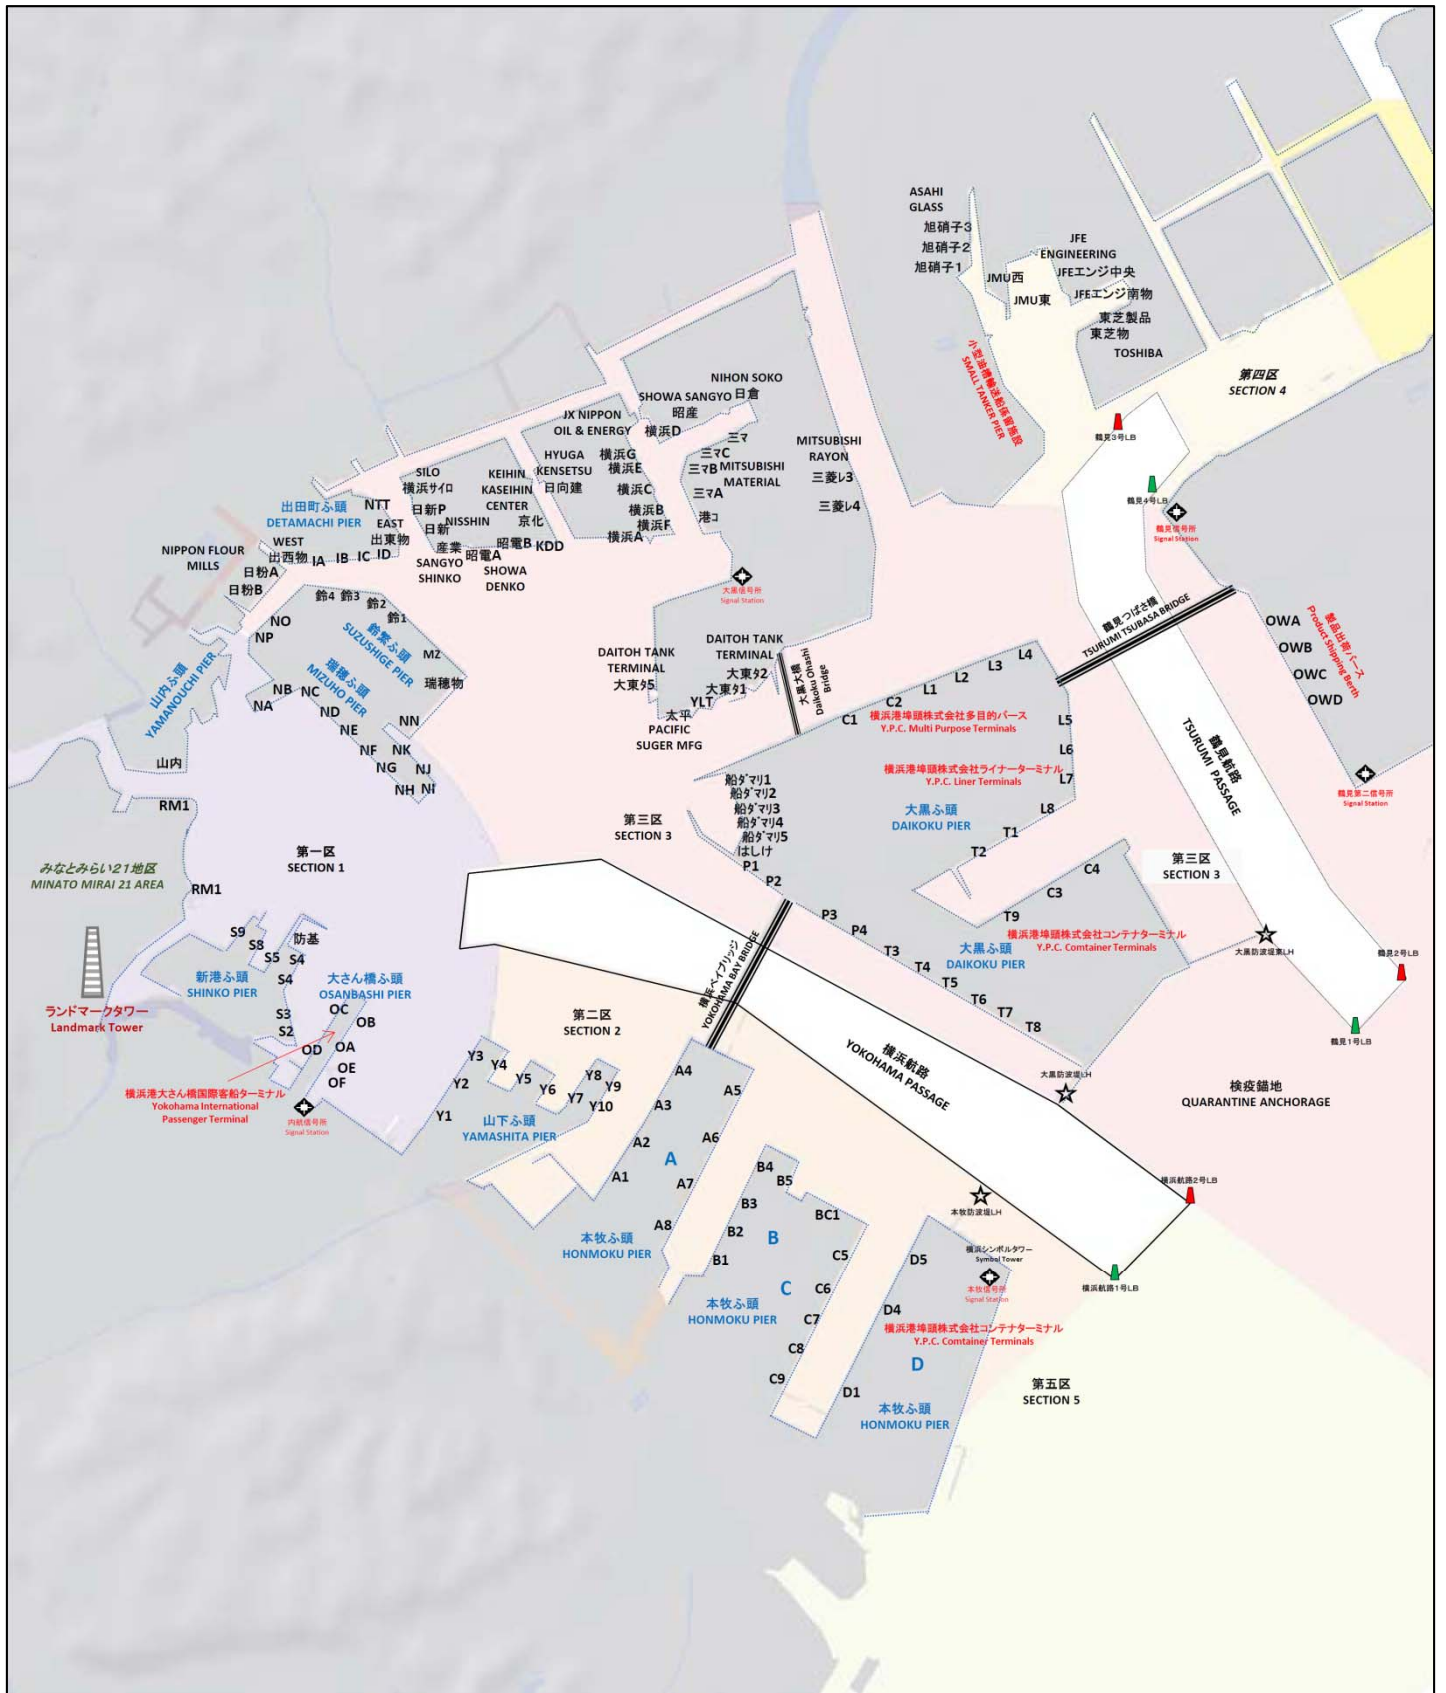 ASAHI
GLASS
旭硝子3
旭硝子2
旭硝子1
JMU西
JMU東
JFE
ENGINEERING
JFEエンジ中央
JFEエンジ南物
東芝製品
東芝物
TOSHIBA
小型油槽輸送船係留施設
SMALL TANKER PIER
第四区
SECTION 4
鶴見3号LB
鶴見4号LB
鶴見信号所
Signal Station
NIHON SOKO
日倉
SHOWA SANGYO
昭産
横浜D
JX NIPPON
OIL & ENERGY
HYUGA
KENSETSU
日向建
横浜G
横浜E
横浜C
横浜B
横浜F
横浜A
三マ
三マC
三マB
三マA
MITSUBISHI
MATERIAL
港コ
MITSUBISHI
RAYON
三菱レ3
三菱レ4
SILO
横浜サイロ
日新P
日新
NISSHIN
産業
SANGYO
SHINKO
KEIHIN
KASEIHIN
CENTER
京化
昭電A
昭電B
KDD
SHOWA
DENKO
出田町ふ頭
DETAMACHI PIER
NTT
EAST
出東物
WEST
出西物
IA
IB
IC
ID
NIPPON FLOUR
MILLS
日粉A
日粉B
大黒信号所
Signal Station
鈴4
鈴3
鈴2
鈴1
鈴繁ふ頭
SUZUSHIGE PIER
NO
NP
MZ
瑞穂物
瑞穂ふ頭
MIZUHO PIER
NA
NB
NC
ND
NE
NF
NG
NH
NI
NJ
NK
NN
山内ふ頭
YAMANOUCHI PIER
山内
DAITOH TANK
TERMINAL
大東タ5
DAITOH TANK
TERMINAL
大東タ2
大東タ1
YLT
太平
PACIFIC
SUGER MFG
大黒大橋
Daikoku Ohashi
Bridge
鶴見つばさ橋
TSURUMI TSUBASA BRIDGE
OWA
OWB
OWC
OWD
製品出荷バース
Product Shipping Berth
鶴見第二信号所
Signal Station
鶴見航路
TSURUMI PASSAGE
C1
C2
L1
L2
L3
L4
L5
L6
L7
L8
横浜港埠頭株式会社多目的バース
Y.P.C. Multi Purpose Terminals
横浜港埠頭株式会社ライナーターミナル
Y.P.C. Liner Terminals
大黒ふ頭
DAIKOKU PIER
T1
T2
船ダマリ1
船ダマリ2
船ダマリ3
船ダマリ4
船ダマリ5
はしけ
P1
P2
P3
P4
第三区
SECTION 3
第三区
SECTION 3
C4
C3
T9
横浜港埠頭株式会社コンテナターミナル
Y.P.C. Comtainer Terminals
大黒ふ頭
DAIKOKU PIER
T3
T4
T5
T6
T7
T8
大黒防波堤東LH
鶴見2号LB
鶴見1号LB
RM1
みなとみらい21地区
MINATO MIRAI 21 AREA
RM1
第一区
SECTION 1
S9
S8
S5
防基
S4
S4
S3
S2
新港ふ頭
SHINKO PIER
大さん橋ふ頭
OSANBASHI PIER
OC
OB
OD
OA
OE
OF
ランドマークタワー
Landmark Tower
横浜港大さん橋国際客船ターミナル
Yokohama International
Passenger Terminal
内航信号所
Signal Station
第二区
SECTION 2
横浜ベイブリッジ
YOKOHAMA BAY BRIDGE
横浜航路
YOKOHAMA PASSAGE
大黒防波堤LH
検疫錨地
QUARANTINE ANCHORAGE
横浜航路2号LB
横浜航路1号LB
Y1
Y2
Y3
Y4
Y5
Y6
Y7
Y8
Y9
Y10
山下ふ頭
YAMASHITA PIER
A1
A2
A3
A4
A5
A6
A7
A8
A
本牧ふ頭
HONMOKU PIER
B1
B2
B3
B4
B5
BC1
B
C
C5
C6
C7
C8
C9
本牧ふ頭
HONMOKU PIER
本牧防波堤LH
横浜シンボルタワー
Symbol Tower
本牧信号所
Signal Station
D5
D4
D1
横浜港埠頭株式会社コンテナターミナル
Y.P.C. Comtainer Terminals
D
本牧ふ頭
HONMOKU PIER
第五区
SECTION 5